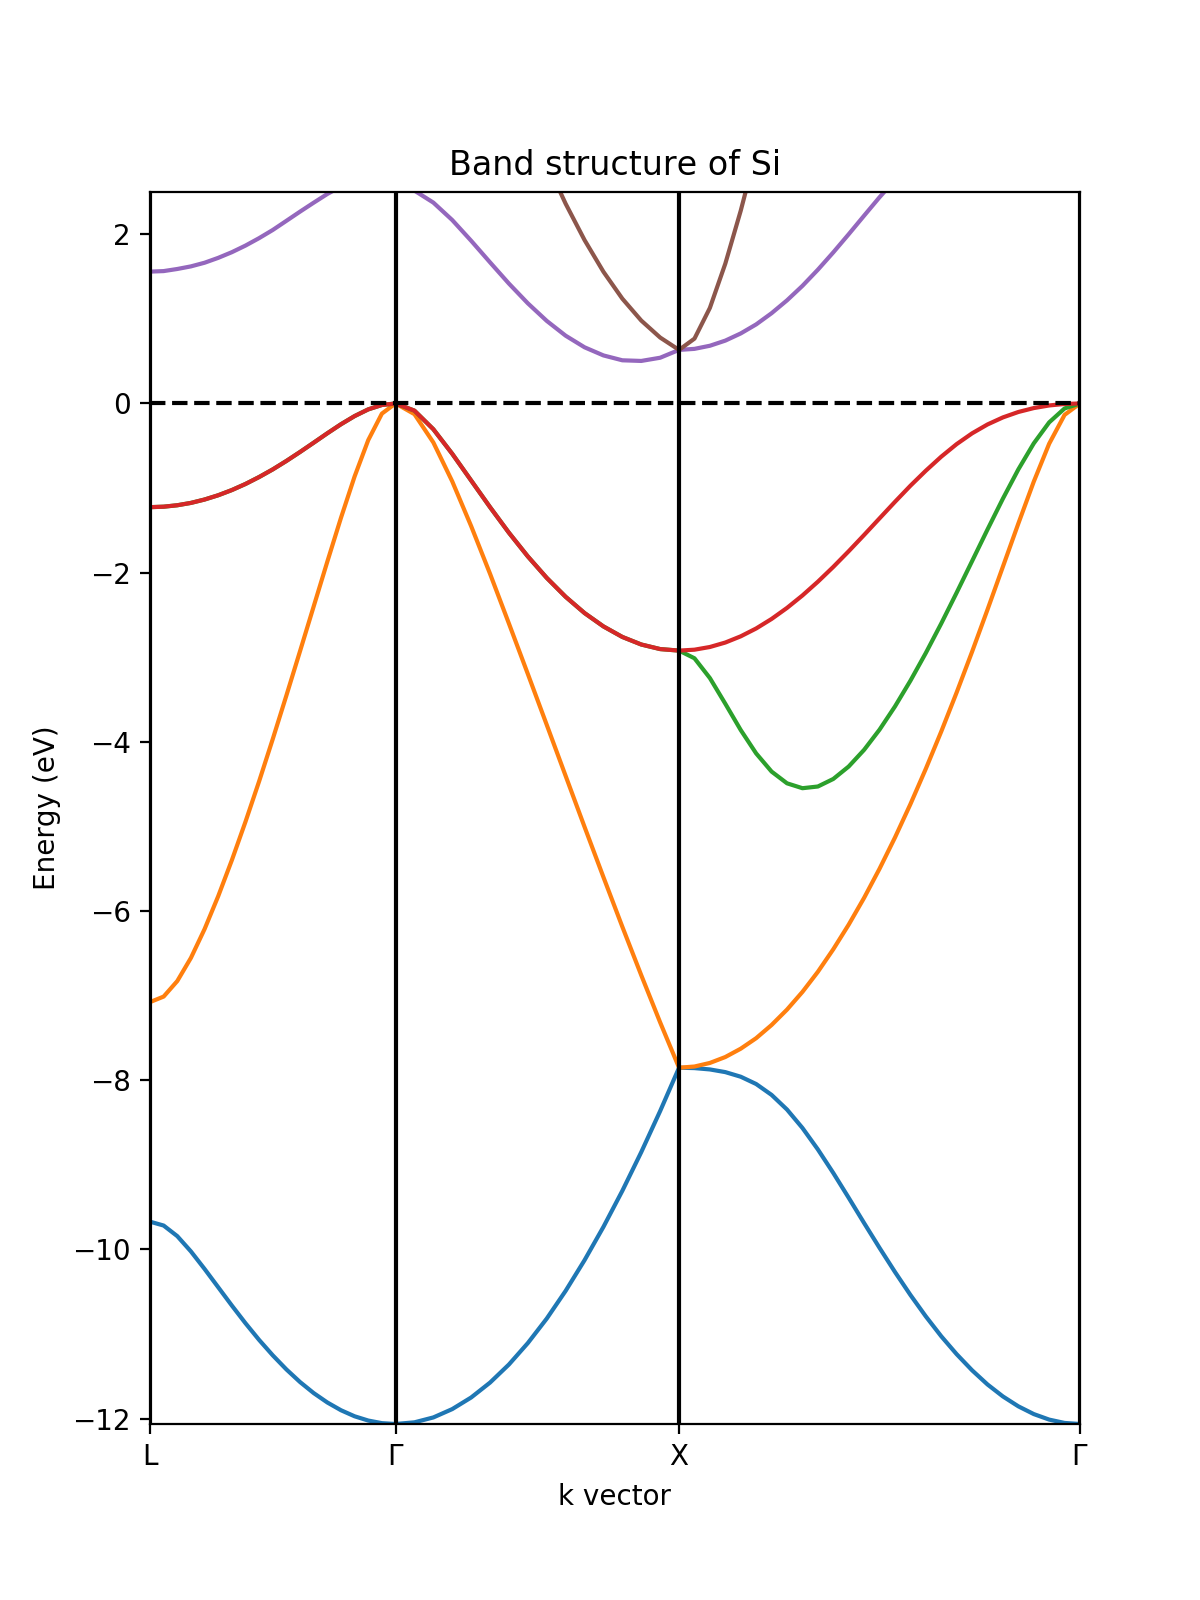 Band structure of Si
2
0
−2
−4
−6
−8
−10
−12
Energy (eV)
L Γ X Γ
k vector